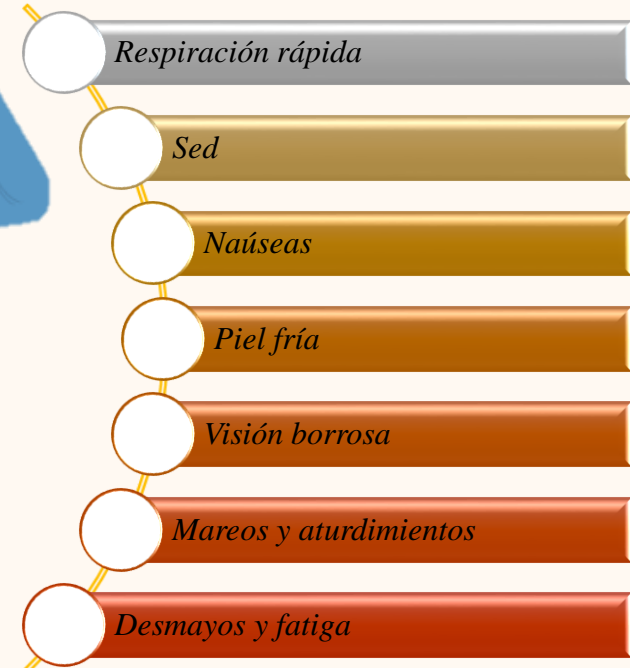 Respiración rápida
Sed
Naúseas
Piel fría
Visión borrosa
Mareos y aturdimientos
Desmayos y fatiga